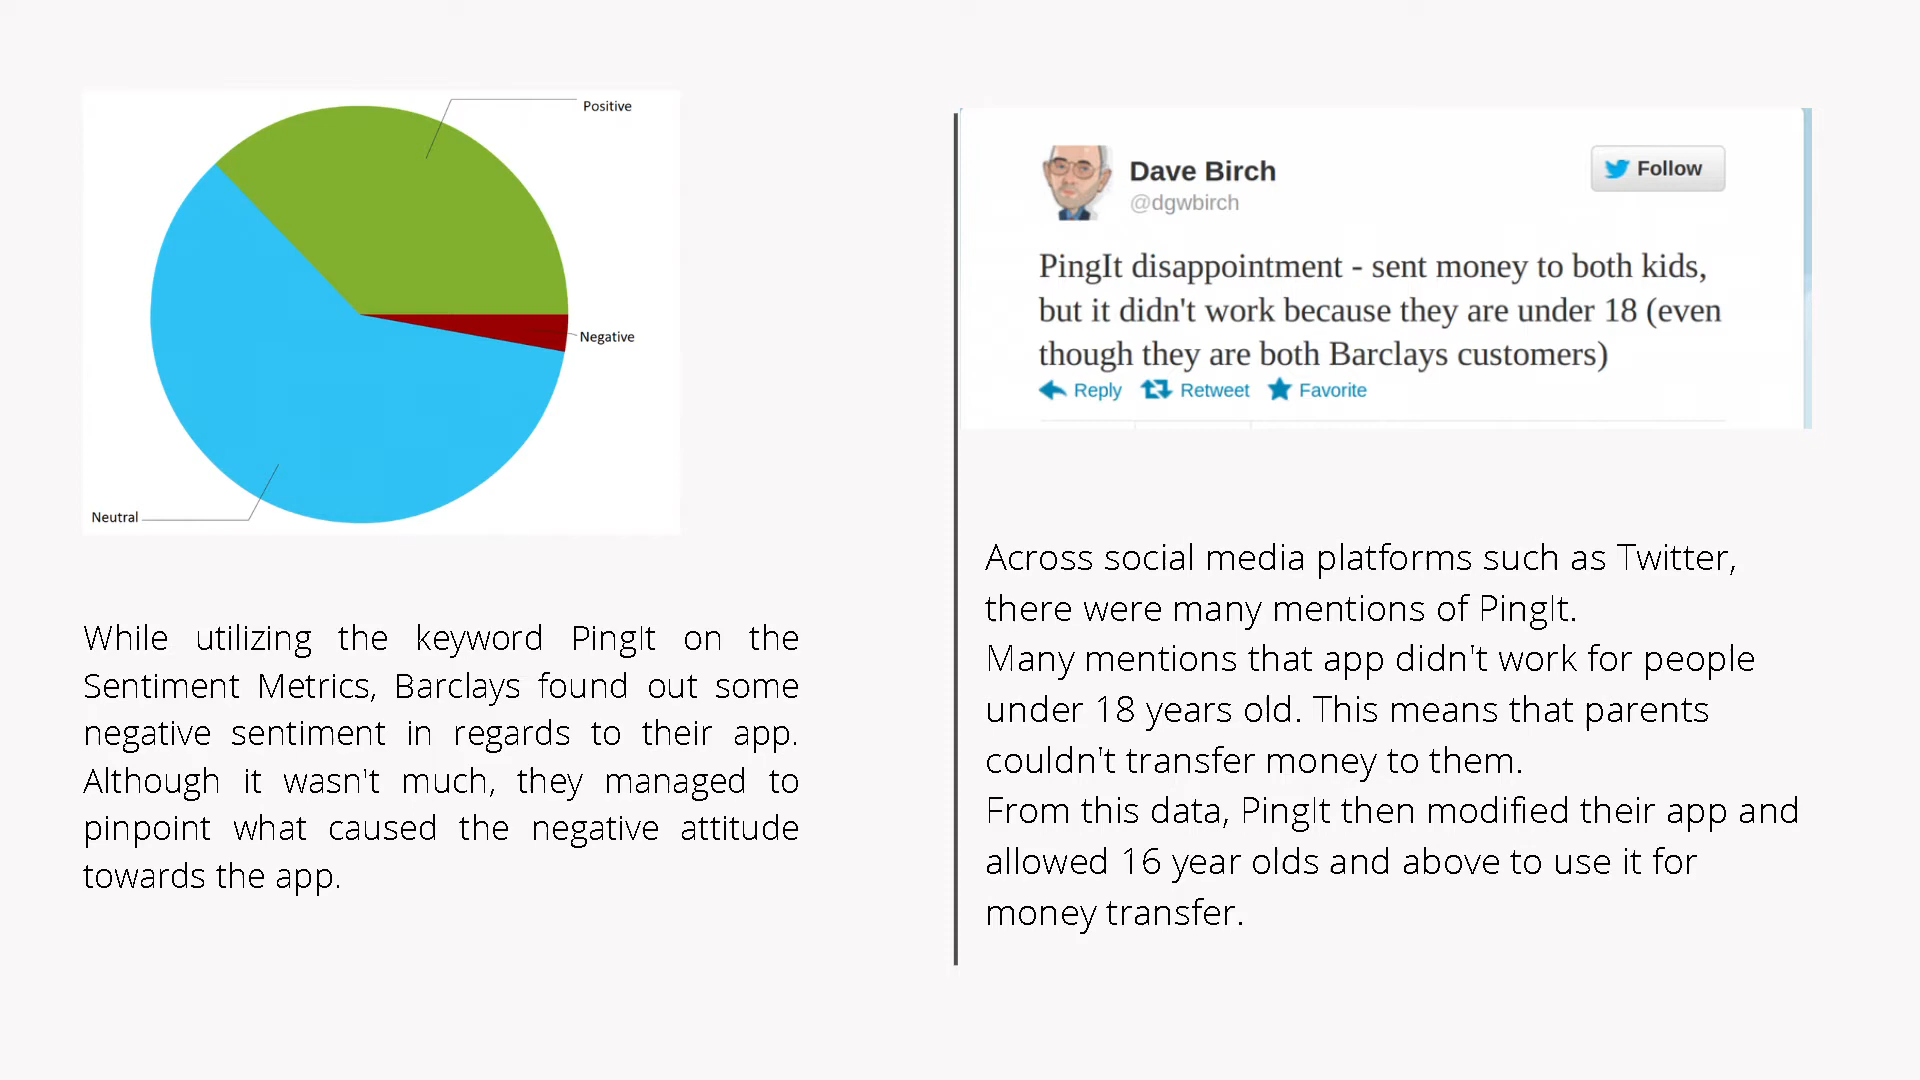 Positive
Negative
Neutral
While utilizing the keyword PingIt on the
Sentiment Metrics, Barclays found out some
negative sentiment in regards to their app.
Although it wasn't much, they managed to
pinpoint what caused the negative attitude
towards the app.
Dave Birch
@dgwbirch
Follow
PingIt disappointment - sent money to both kids,
but it didn't work because they are under 18 (even
though they are both Barclays customers)
Reply Retweet Favorite
Across social media platforms such as Twitter,
there were many mentions of PingIt.
Many mentions that app didn't work for people
under 18 years old. This means that parents
couldn't transfer money to them.
From this data, PingIt then modified their app and
allowed 16 year olds and above to use it for
money transfer.